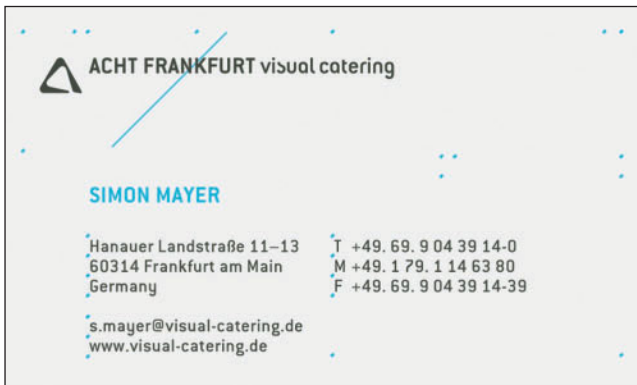 ACHT FRANKFURT visual catering
SIMON MAYER
Hanauer Landstraße 11–13
60314 Frankfurt am Main
Germany
T +49. 69. 9 04 39 14-0
M +49. 1 79. 1 14 63 80
F +49. 69. 9 04 39 14-39
s.mayer@visual-catering.de
www.visual-catering.de